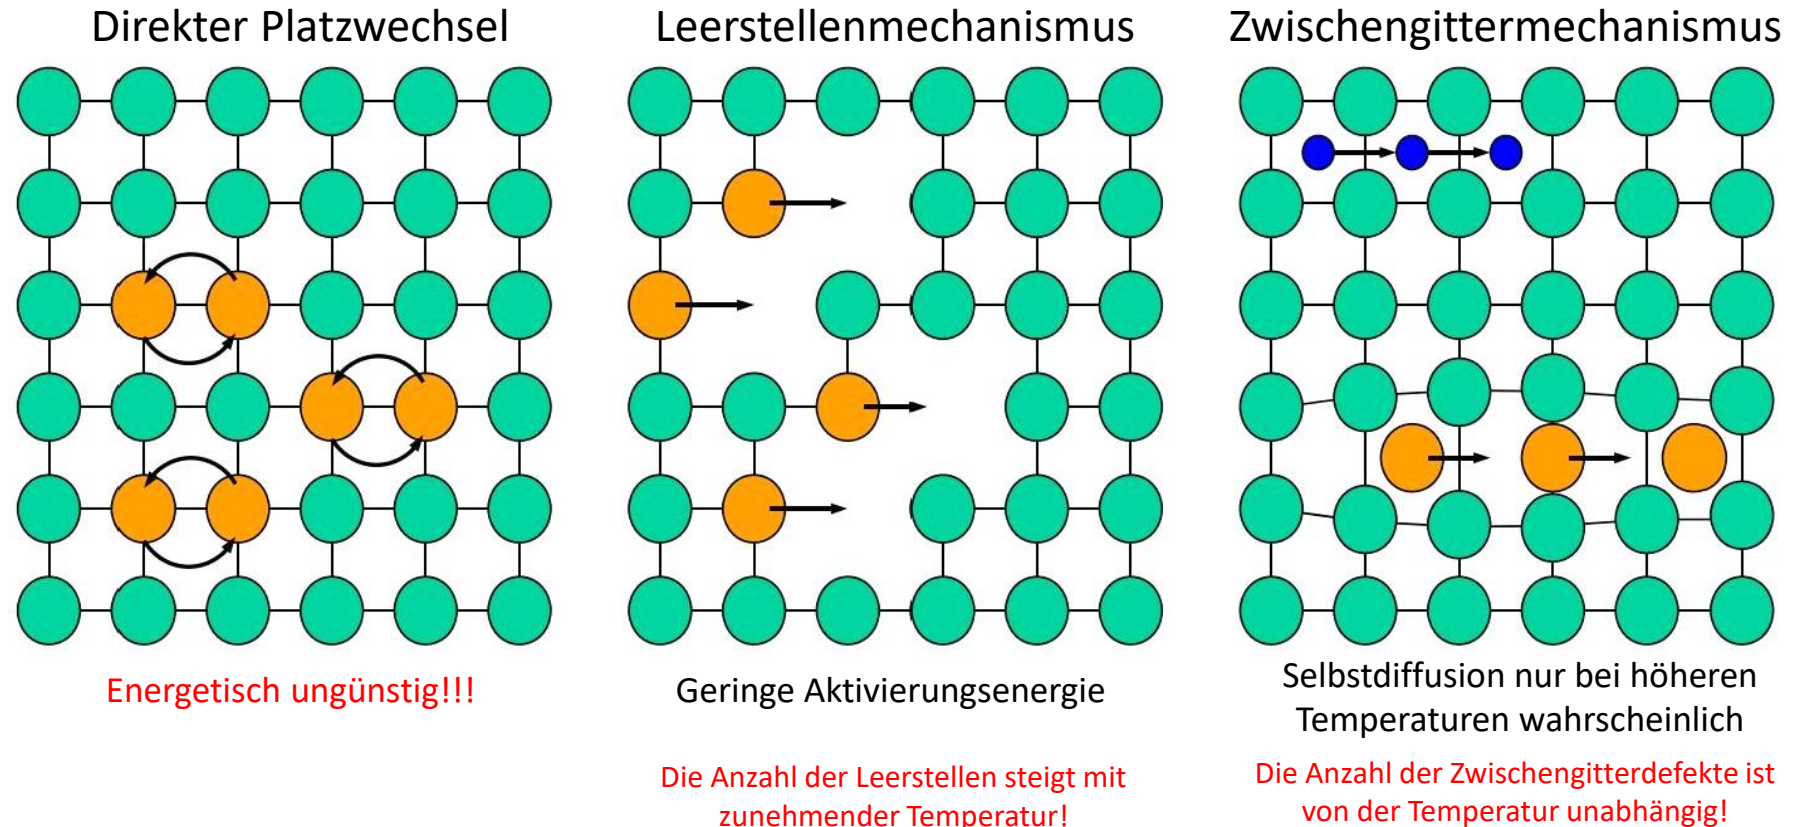 Direkter Platzwechsel
Leerstellenmechanismus
Zwischengittermechanismus
Energetisch ungünstig!!!
Geringe Aktivierungsenergie
Die Anzahl der Leerstellen steigt mit
zunehmender Temperatur!
Selbstdiffusion nur bei höheren
Temperaturen wahrscheinlich
Die Anzahl der Zwischengitterdefekte ist
von der Temperatur unabhängig!